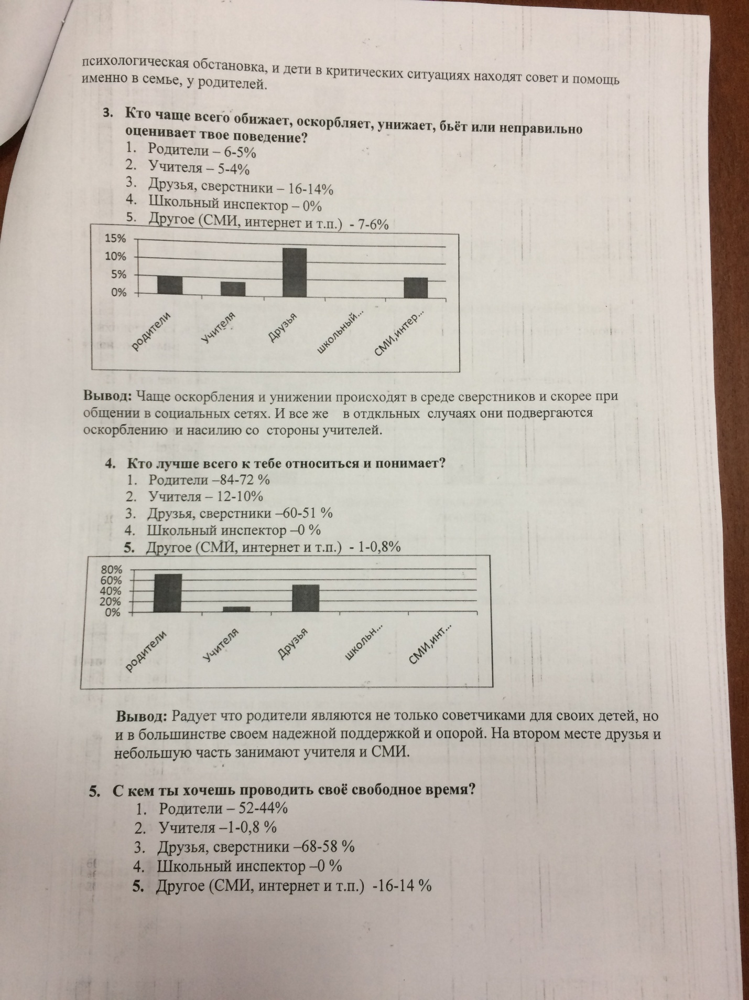 психологическая обстановка, и дети в критических ситуациях находят совет и помощь
именно в семье, у родителей.
3. Кто чаще всего обижает, оскорбляет, унижает, бьёт или неправильно
оценивает твое поведение?
1. Родители – 6-5%
2. Учителя – 5-4%
3. Друзья, сверстники – 16-14%
4. Школьный инспектор – 0%
5. Другое (СМИ, интернет и т.п.) - 7-6%
15%
10%
5%
0%
родители
Учителя
Друзья
школьный...
СМИ,интер...
Вывод: Чаще оскорбления и унижении происходят в среде сверстников и скорее при
общении в социальных сетях. И все же в отдкльных случаях они подвергаются
оскорблению и насилию со стороны учителей.
4. Кто лучше всего к тебе относиться и понимает?
1. Родители –84-72 %
2. Учителя – 12-10%
3. Друзья, сверстники –60-51 %
4. Школьный инспектор –0 %
5. Другое (СМИ, интернет и т.п.) - 1-0,8%
80%
60%
40%
20%
0%
родители
Учителя
Друзья
школьн...
СМИ,инт...
Вывод: Радует что родители являются не только советчиками для своих детей, но
и в большинстве своем надежной поддержкой и опорой. На втором месте друзья и
небольшую часть занимают учителя и СМИ.
5. С кем ты хочешь проводить своё свободное время?
1. Родители – 52-44%
2. Учителя –1-0,8 %
3. Друзья, сверстники –68-58 %
4. Школьный инспектор –0 %
5. Другое (СМИ, интернет и т.п.) -16-14 %